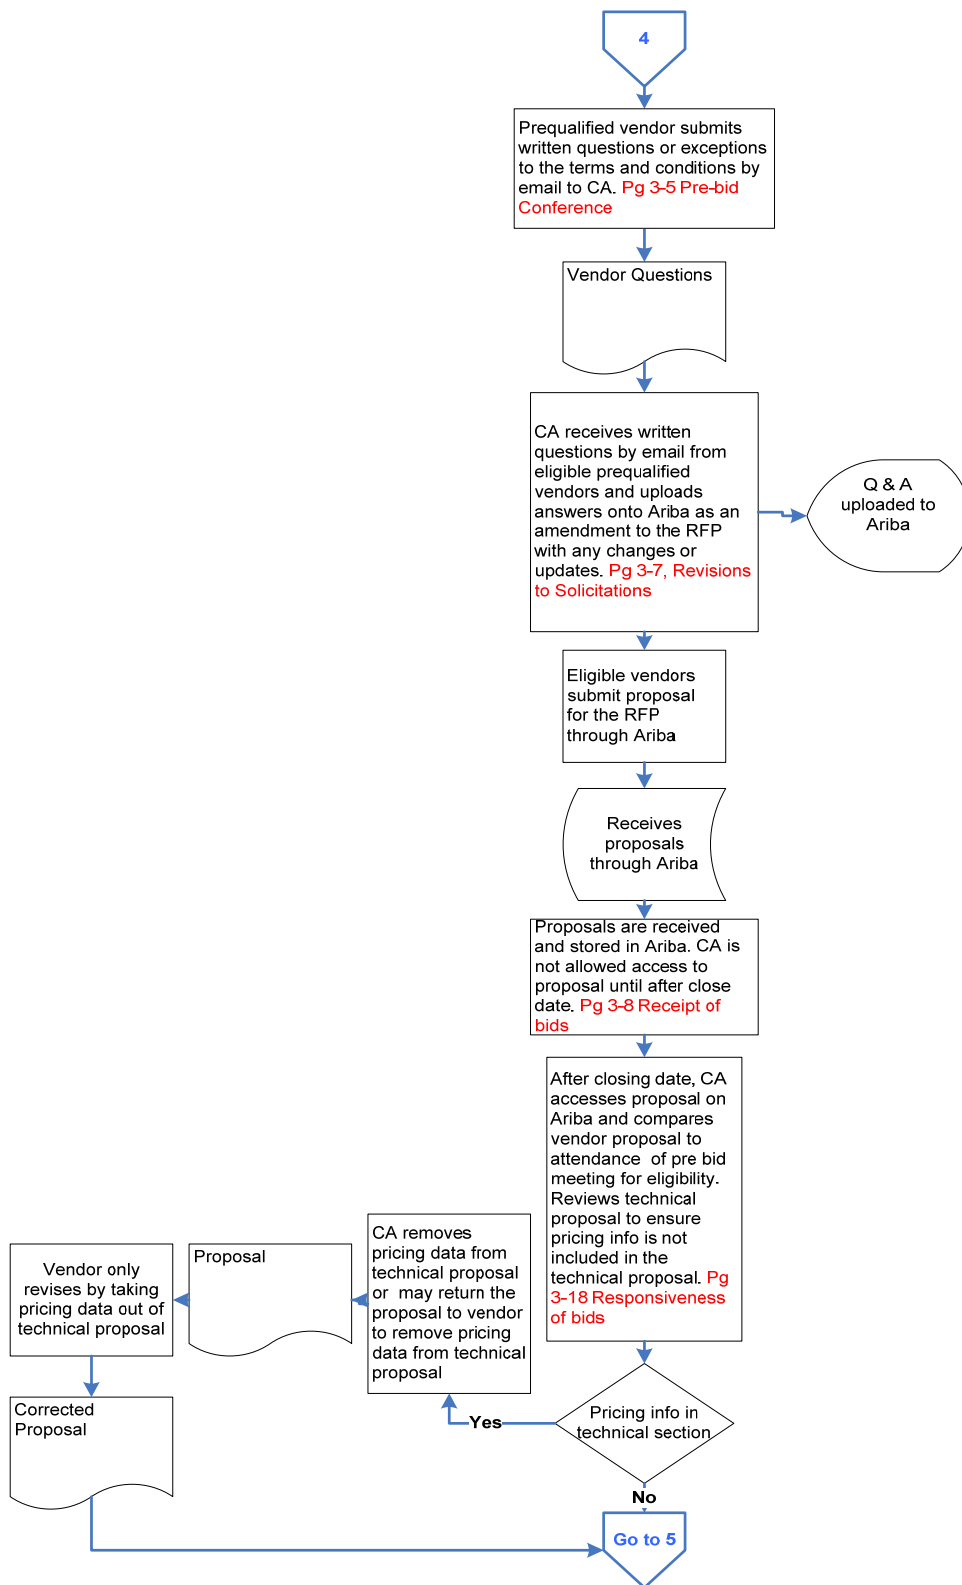 4
Prequalified vendor submits
written questions or exceptions
to the terms and conditions by
email to CA. Pg 3-5 Pre-bid
Conference
Vendor Questions
CA receives written
questions by email from
eligible prequalified
vendors and uploads
answers onto Ariba as an
amendment to the RFP
with any changes or
updates. Pg 3-7, Revisions
to Solicitations
Q & A
uploaded to
Ariba
Eligible vendors
submit proposal
for the RFP
through Ariba
Receives
proposals
through Ariba
Proposals are received
and stored in Ariba. CA is
not allowed access to
proposal until after close
date. Pg 3-8 Receipt of
bids
After closing date, CA
accesses proposal on
Ariba and compares
vendor proposal to
attendance of pre bid
meeting for eligibility.
Reviews technical
proposal to ensure
pricing info is not
included in the
technical proposal. Pg
3-18 Responsiveness
of bids
Pricing info in
technical section
Yes
CA removes
pricing data from
technical proposal
or may return the
proposal to vendor
to remove pricing
data from technical
proposal
Proposal
Vendor only
revises by taking
pricing data out of
technical proposal
Corrected
Proposal
No
Go to 5